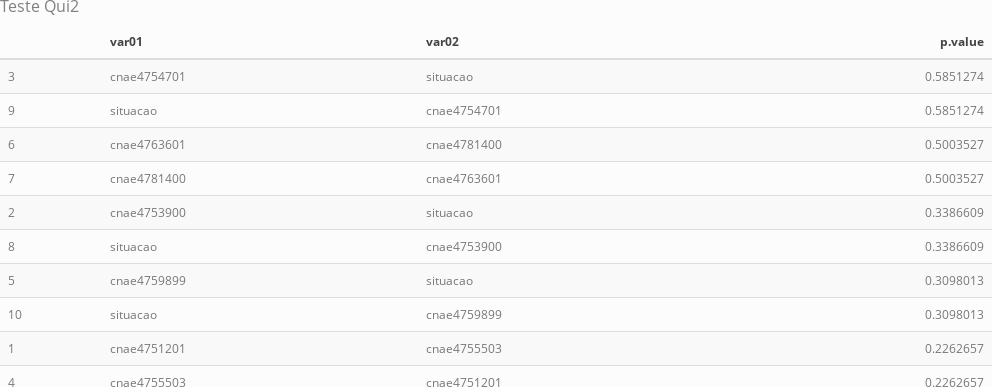 Teste Qui2
var01 var02 p.value
3 cnae4754701 situacao 0.5851274
9 situacao cnae4754701 0.5851274
6 cnae4763601 cnae4781400 0.5003527
7 cnae4781400 cnae4763601 0.5003527
2 cnae4753900 situacao 0.3386609
8 situacao cnae4753900 0.3386609
5 cnae4759899 situacao 0.3098013
10 situacao cnae4759899 0.3098013
1 cnae4751201 cnae4755503 0.2262657
4 cnae4755503 cnae4751201 0.2262657